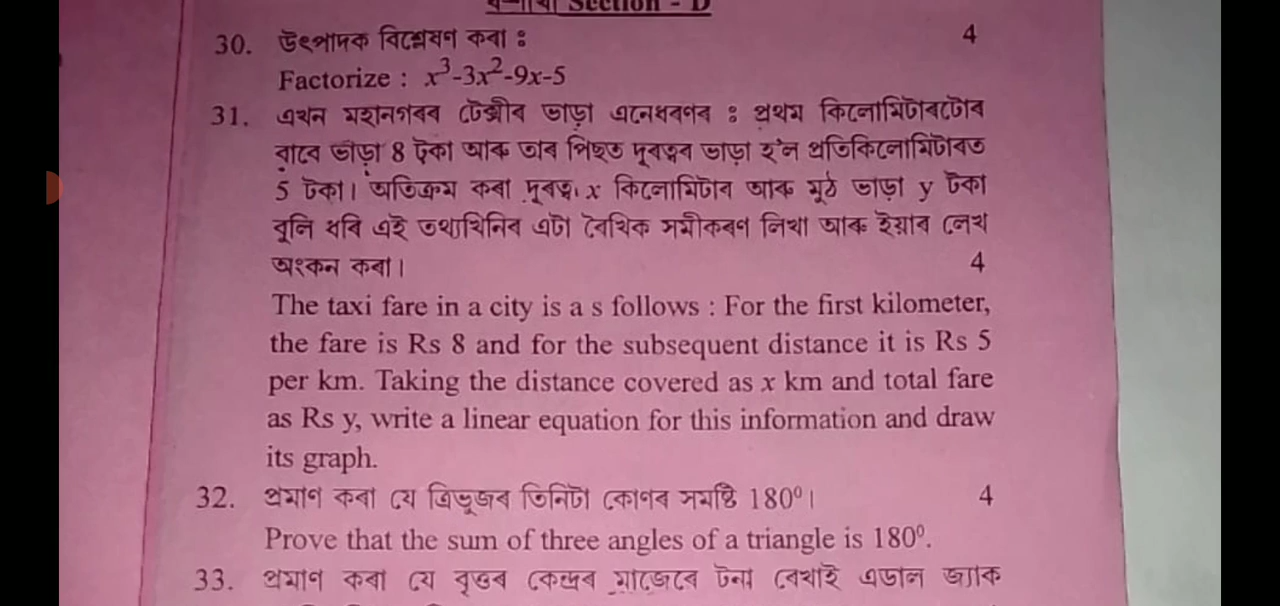 Section - D
30. উৎপাদক বিশ্লেষণ কৰা ঃ 4
Factorize : x³-3x²-9x-5
31. এখন মহানগৰৰ টেক্সীৰ ভাড়া এনেধৰণৰ ঃ প্ৰথম কিলোমিটাৰটোৰ
বাবে ভাড়া 8 টকা আৰু তাৰ পিছত দূৰত্বৰ ভাড়া হ'ল প্ৰতিকিলোমিটাৰত
5 টকা। অতিক্ৰম কৰা দূৰত্ব x কিলোমিটাৰ আৰু মুঠ ভাড়া y টকা
বুলি ধৰি এই তথ্যখিনিৰ এটা ৰৈখিক সমীকৰণ লিখা আৰু ইয়াৰ লেখ
অংকন কৰা। 4
The taxi fare in a city is a s follows : For the first kilometer,
the fare is Rs 8 and for the subsequent distance it is Rs 5
per km. Taking the distance covered as x km and total fare
as Rs y, write a linear equation for this information and draw
its graph.
32. প্ৰমাণ কৰা যে ত্ৰিভূজৰ তিনিটা কোণৰ সমষ্টি 180⁰। 4
Prove that the sum of three angles of a triangle is 180⁰.
33. প্ৰমাণ কৰা যে বৃত্তৰ কেন্দ্ৰৰ মাজেৰে টনা ৰেখাই এডাল জ্যাক